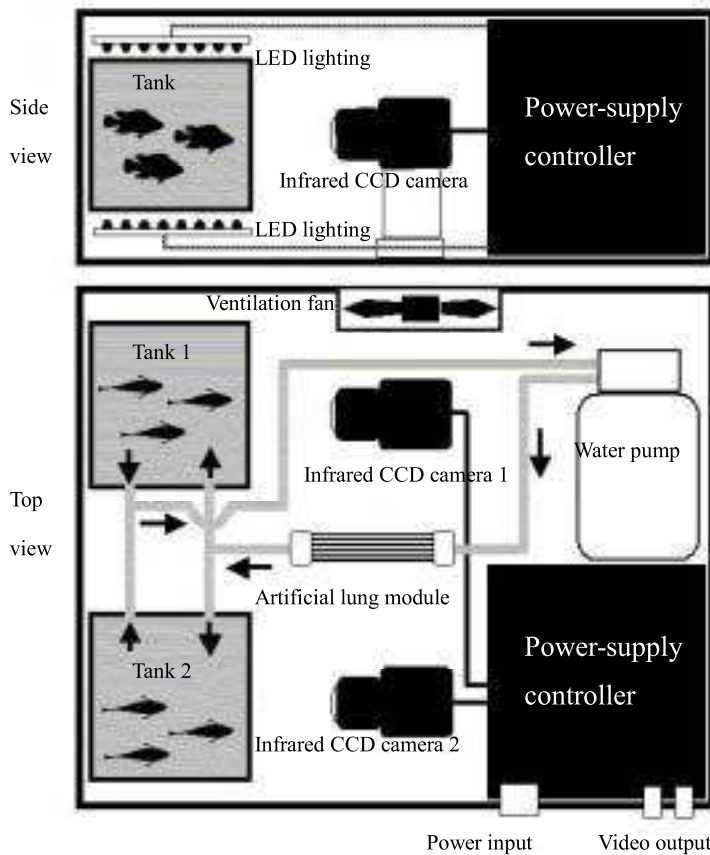 LED lighting
Tank
Side
view
Power-supply
controller
Infrared CCD camera
LED lighting
Ventilation fan
Tank 1
Water pump
Infrared CCD camera 1
Top
view
Artificial lung module
Power-supply
controller
Tank 2
Infrared CCD camera 2
Power input
Video output